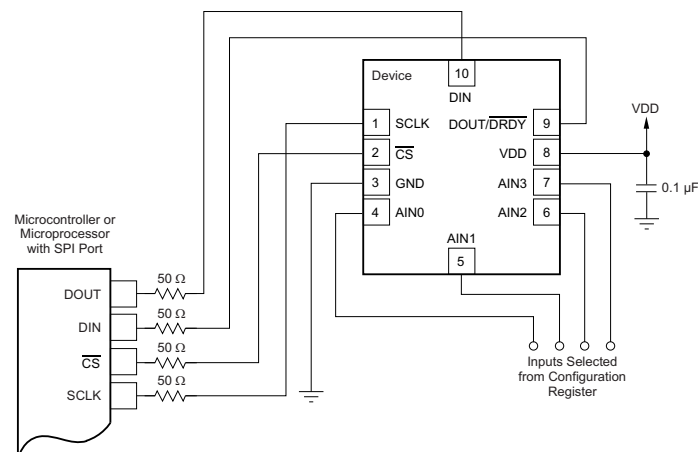 Device
10
DIN
1 SCLK
DOUT/DRDY 9
VDD
2 CS
VDD 8
3 GND
AIN3 7
0.1 µF
4 AIN0
AIN2 6
AIN1
5
Microcontroller or
Microprocessor
with SPI Port
50 Ω
DOUT
50 Ω
DIN
50 Ω
CS
50 Ω
SCLK
Inputs Selected
from Configuration
Register